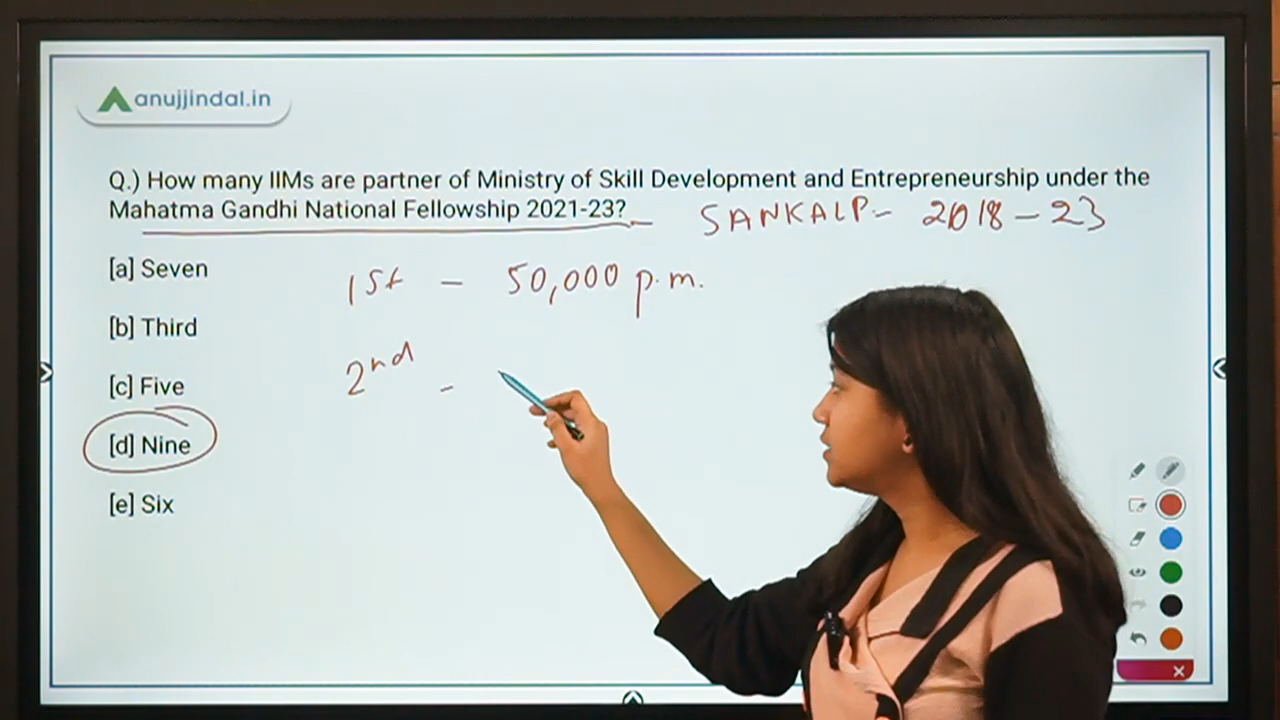 anujjindal.in
Q.) How many IIMs are partner of Ministry of Skill Development and Entrepreneurship under the
Mahatma Gandhi National Fellowship 2021-23? SANKALP - 2018 - 23
[a] Seven
1st - 50,000 p.m.
[b] Third
2nd -
[c] Five
[d] Nine
[e] Six